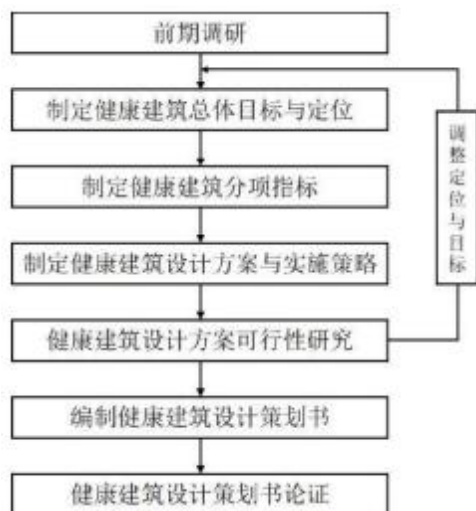 前期调研
制定健康建筑总体目标与定位
制定健康建筑分项指标
制定健康建筑设计方案与实施策略
健康建筑设计方案可行性研究
编制健康建筑设计策划书
健康建筑设计策划书论证
调整定位与目标